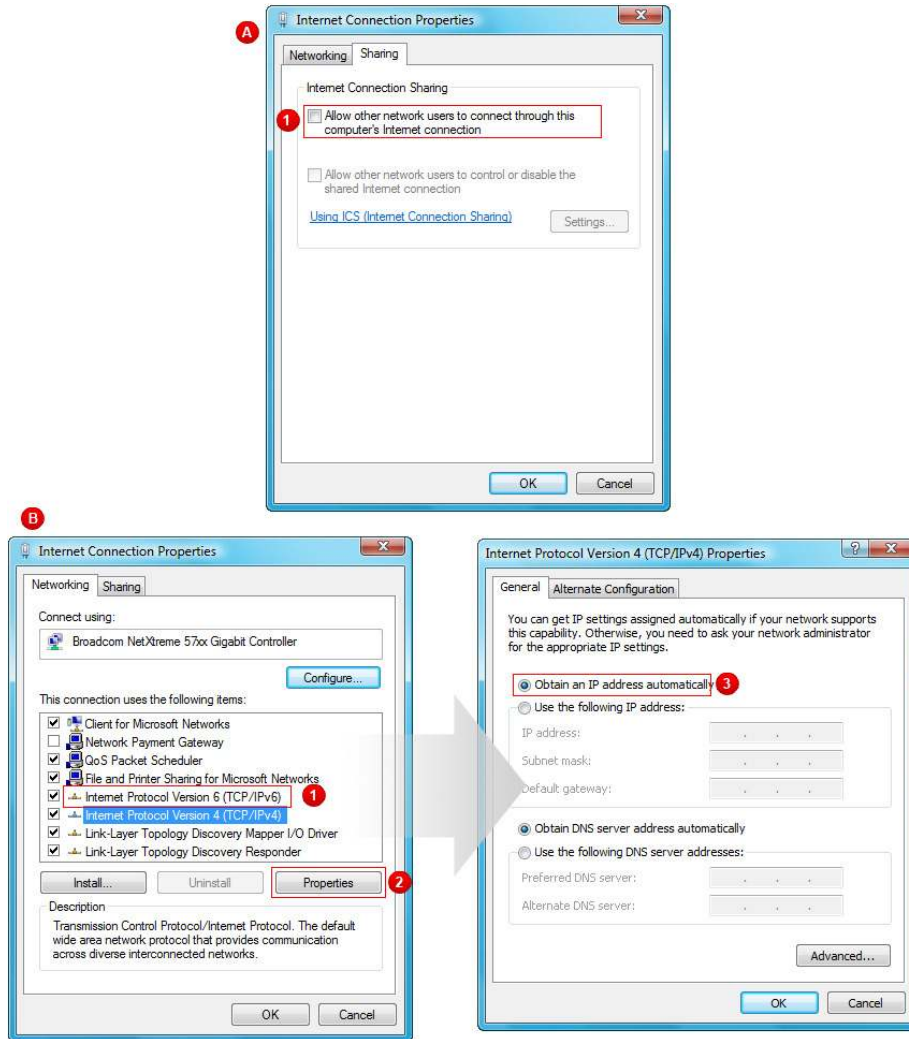 A
Internet Connection Properties
Networking
Sharing
Internet Connection Sharing
1
Allow other network users to connect through this
computer's Internet connection
Allow other network users to control or disable the
shared Internet connection
Using ICS (Internet Connection Sharing)
Settings...
OK
Cancel
B
Internet Connection Properties
Networking
Sharing
Connect using:
Broadcom NetXtreme 57xx Gigabit Controller
Configure...
This connection uses the following items:
Client for Microsoft Networks
Network Payment Gateway
QoS Packet Scheduler
File and Printer Sharing for Microsoft Networks
Internet Protocol Version 6 (TCP/IPv6)
1
Internet Protocol Version 4 (TCP/IPv4)
Link-Layer Topology Discovery Mapper I/O Driver
Link-Layer Topology Discovery Responder
Install...
Uninstall
Properties
2
Description
Transmission Control Protocol/Internet Protocol. The default
wide area network protocol that provides communication
across diverse interconnected networks.
OK
Cancel
Internet Protocol Version 4 (TCP/IPv4) Properties
?
General
Alternate Configuration
You can get IP settings assigned automatically if your network supports
this capability. Otherwise, you need to ask your network administrator
for the appropriate IP settings.
Obtain an IP address automatically
3
Use the following IP address:
IP address:
Subnet mask:
Default gateway:
Obtain DNS server address automatically
Use the following DNS server addresses:
Preferred DNS server:
Alternate DNS server:
Advanced...
OK
Cancel